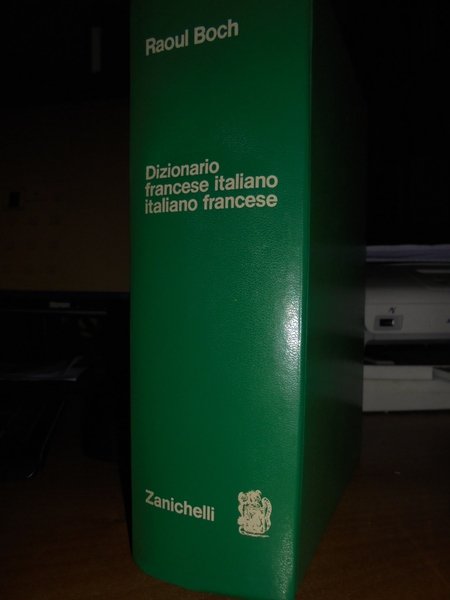 Raoul Boch
Dizionario
francese italiano
italiano francese
Zanichelli